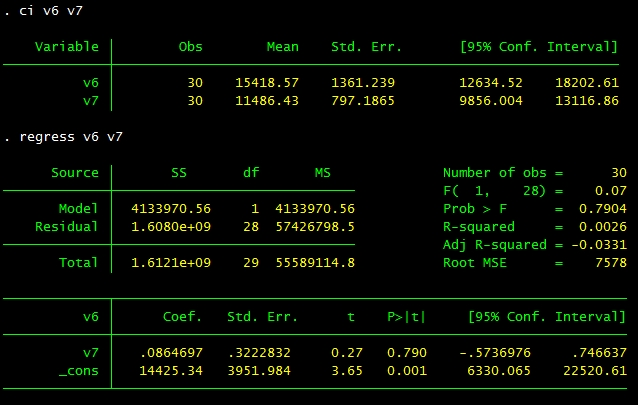 . ci v6 v7
Variable Obs Mean Std. Err. [95% Conf. Interval]
v6 30 15418.57 1361.239 12634.52 18202.61
v7 30 11486.43 797.1865 9856.004 13116.86
. regress v6 v7
Source SS df MS Number of obs = 30
F( 1, 28) = 0.07
Model 4133970.56 1 4133970.56 Prob > F = 0.7904
Residual 1.6080e+09 28 57426798.5 R-squared = 0.0026
Adj R-squared = -0.0331
Total 1.6121e+09 29 55589114.8 Root MSE = 7578
v6 Coef. Std. Err. t P>|t| [95% Conf. Interval]
v7 .0864697 .3222832 0.27 0.790 -.5736976 .746637
_cons 14425.34 3951.984 3.65 0.001 6330.065 22520.61